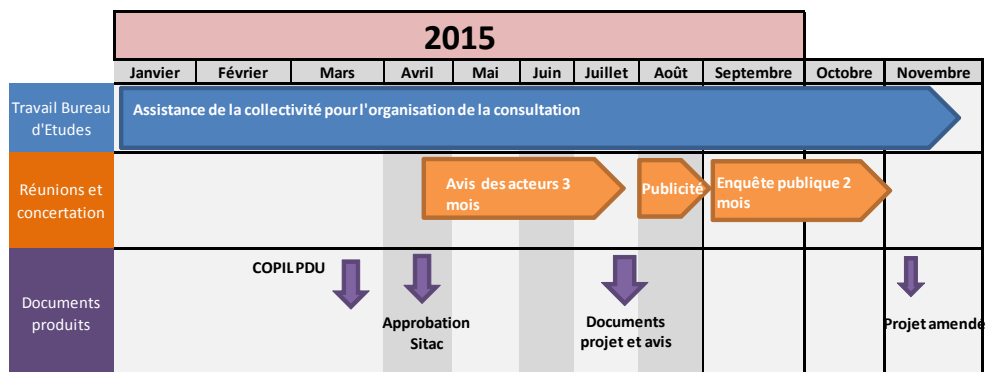 2015
Janvier Février Mars Avril Mai Juin Juillet Août Septembre Octobre Novembre
Travail Bureau
d'Etudes
Assistance de la collectivité pour l'organisation de la consultation
Réunions et
concertation
Avis des acteurs 3
mois
Publicité
Enquête publique 2
mois
Documents
produits
COPIL PDU
Approbation
Sitac
Documents
projet et avis
Projet amendé